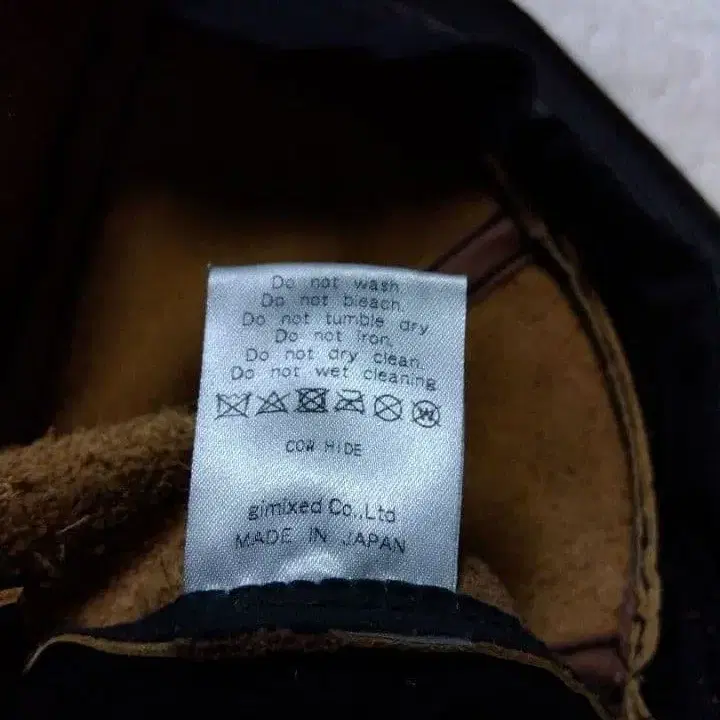 Do not wash.
Do not bleach.
Do not tumble dry
Do not iron.
Do not dry clean.
Do not wet cleaning
W
COW HIDE
gimixed Co.,Ltd
MADE IN JAPAN